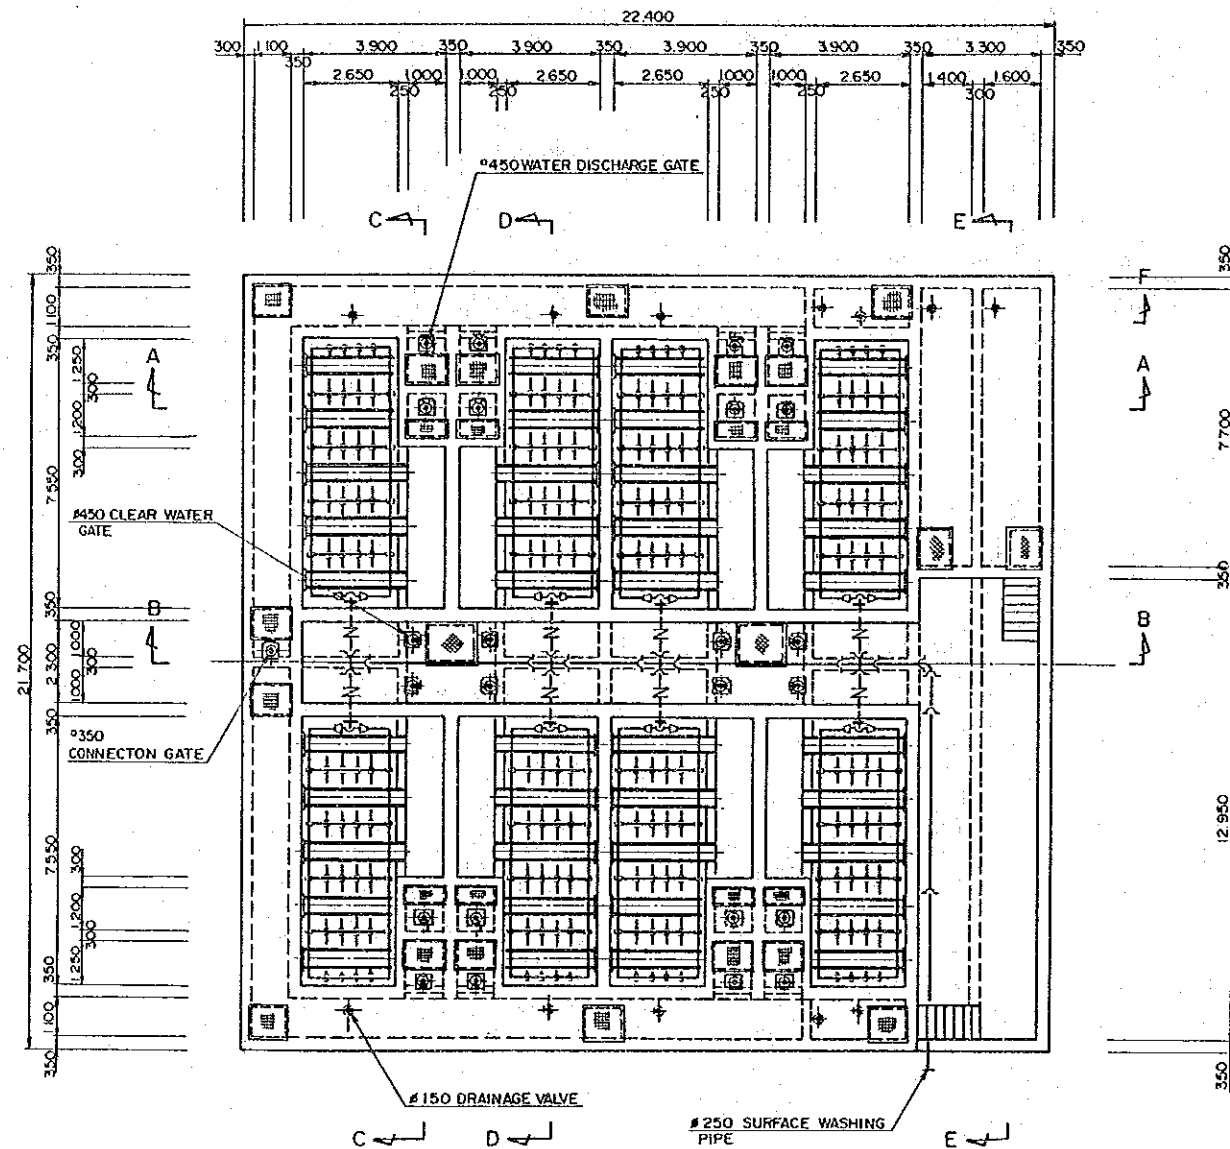 22.400
300 1.100 3.900 350 3.900 350 3.900 350 3.900 350 3.300 350
350
2.650 1.000 1.000 2.650 2.650 1.000 1.000 2.650 1.400 1.600
250 250 250 250 300
ø450 WATER DISCHARGE GATE
C D E
F
A A
B B
350
1.100
350
1.250
300
1.200
300
7.550
350
1.000
2.300
300
1.000
350
21.700
7.550
300
1.200
300
1.250
350
1.100
350
350
7.700
350
12.950
350
ø450 CLEAR WATER
GATE
ø350
CONNECTON GATE
ø150 DRAINAGE VALVE
ø250 SURFACE WASHING
PIPE
C D E